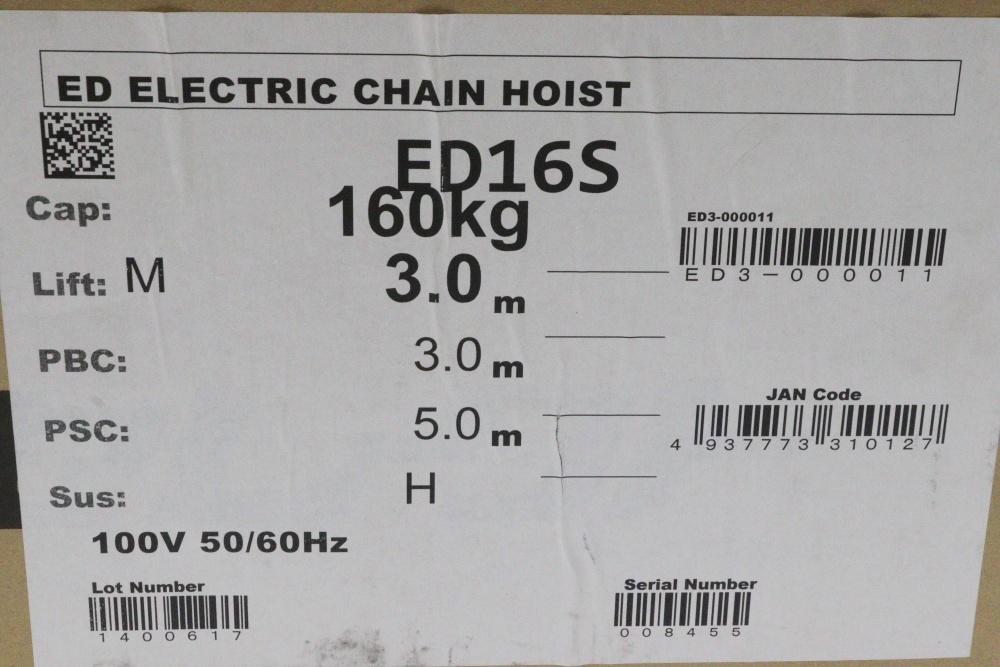 ED ELECTRIC CHAIN HOIST
ED16S
Cap: 160kg
ED3-000011
ED3-000011
Lift: M 3.0 m
PBC: 3.0 m
JAN Code
PSC: 5.0 m
4 937773 310127
Sus: H
100V 50/60Hz
Lot Number
1400617
Serial Number
008455